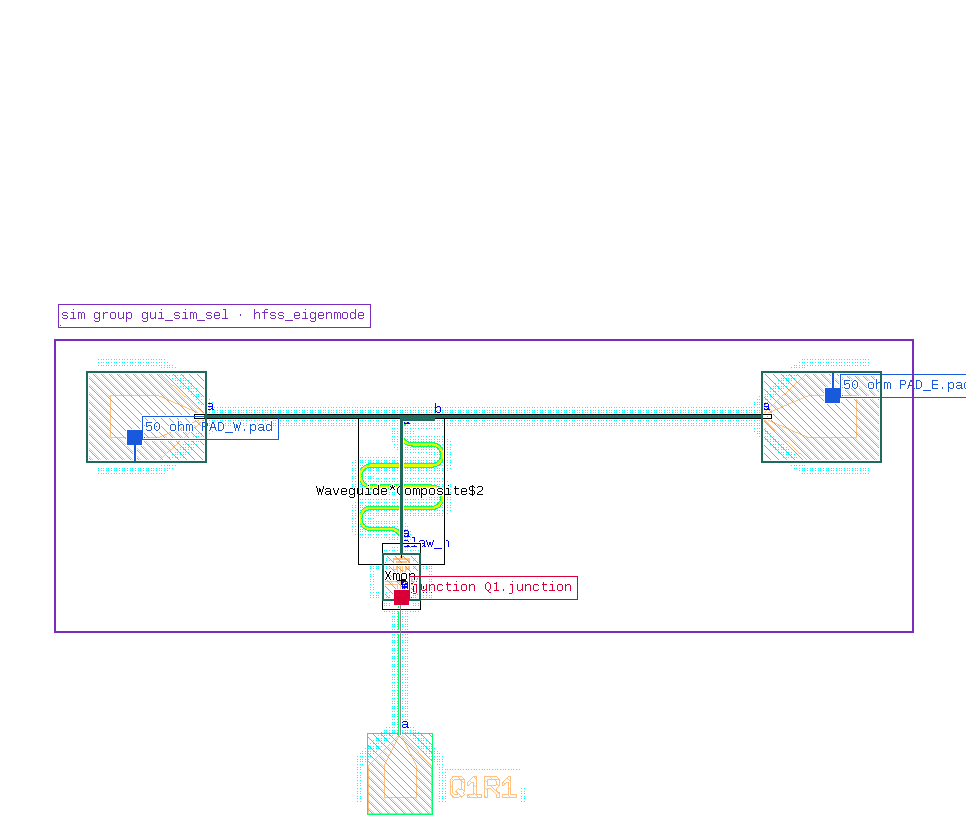 sim group gui_sim_sel · hfss_eigenmode
50 ohm PAD_E.pad
a
b
a
50 ohm PAD_W.pad
Waveguide*Composite$2
a
claw_n
Xmon
junction Q1.junction
a
Q1R1